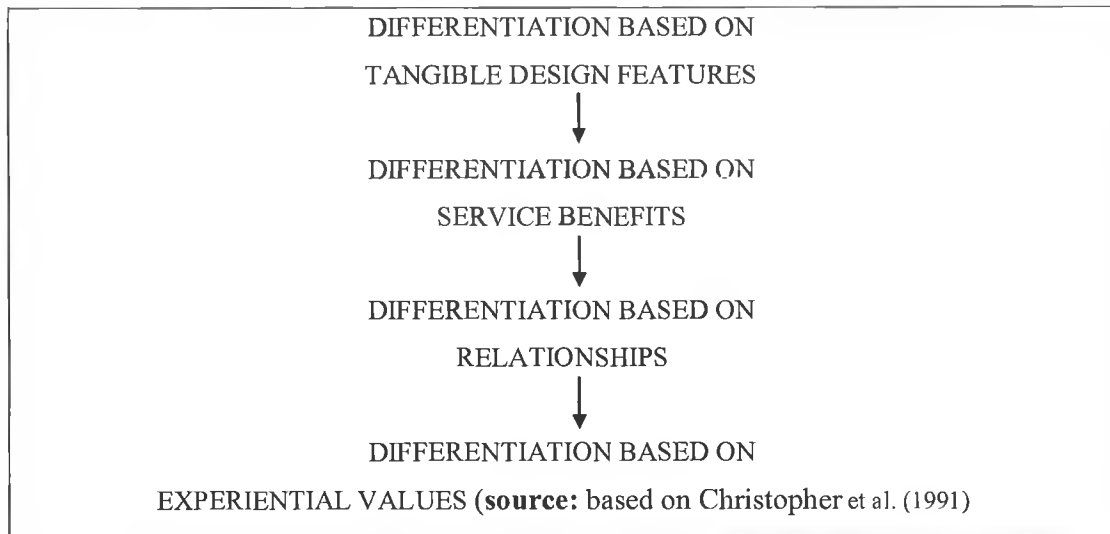 DIFFERENTIATION BASED ON
TANGIBLE DESIGN FEATURES
DIFFERENTIATION BASED ON
SERVICE BENEFITS
DIFFERENTIATION BASED ON
RELATIONSHIPS
DIFFERENTIATION BASED ON
EXPERIENTIAL VALUES (source: based on Christopher et al. (1991)